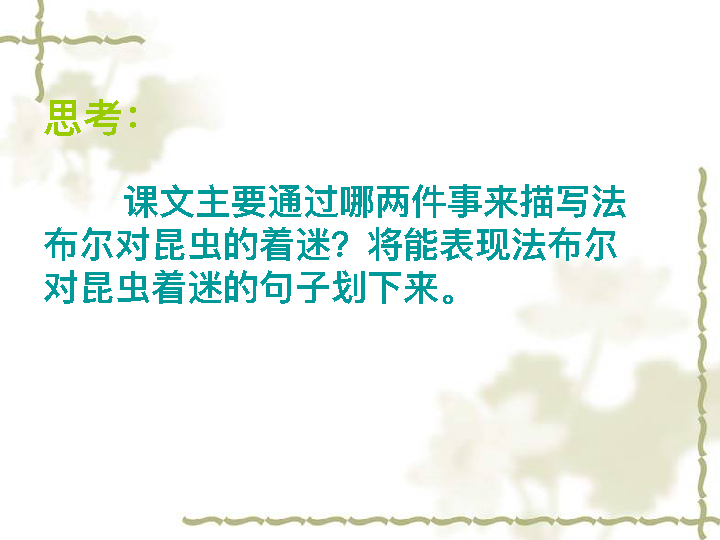 思考：
课文主要通过哪两件事来描写法
布尔对昆虫的着迷？将能表现法布尔
对昆虫着迷的句子划下来。